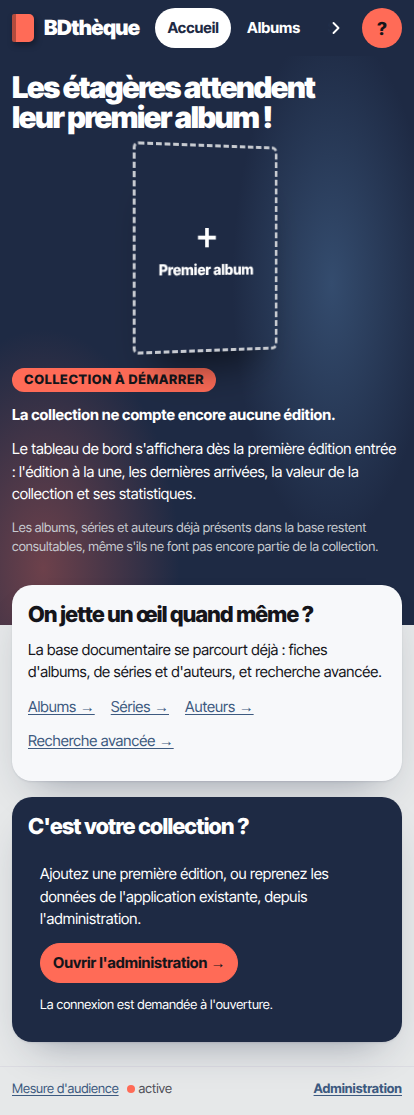 BDthèque Accueil Albums ?
Les étagères attendent
leur premier album !
+
Premier album
COLLECTION À DÉMARRER
La collection ne compte encore aucune édition.
Le tableau de bord s'affichera dès la première édition entrée
: l'édition à la une, les dernières arrivées, la valeur de la
collection et ses statistiques.
Les albums, séries et auteurs déjà présents dans la base restent
consultables, même s'ils ne font pas encore partie de la collection.
On jette un œil quand même ?
La base documentaire se parcourt déjà : fiches
d'albums, de séries et d'auteurs, et recherche avancée.
Albums → Séries → Auteurs →
Recherche avancée →
C'est votre collection ?
Ajoutez une première édition, ou reprenez les
données de l'application existante, depuis
l'administration.
Ouvrir l'administration →
La connexion est demandée à l'ouverture.
Mesure d'audience active Administration